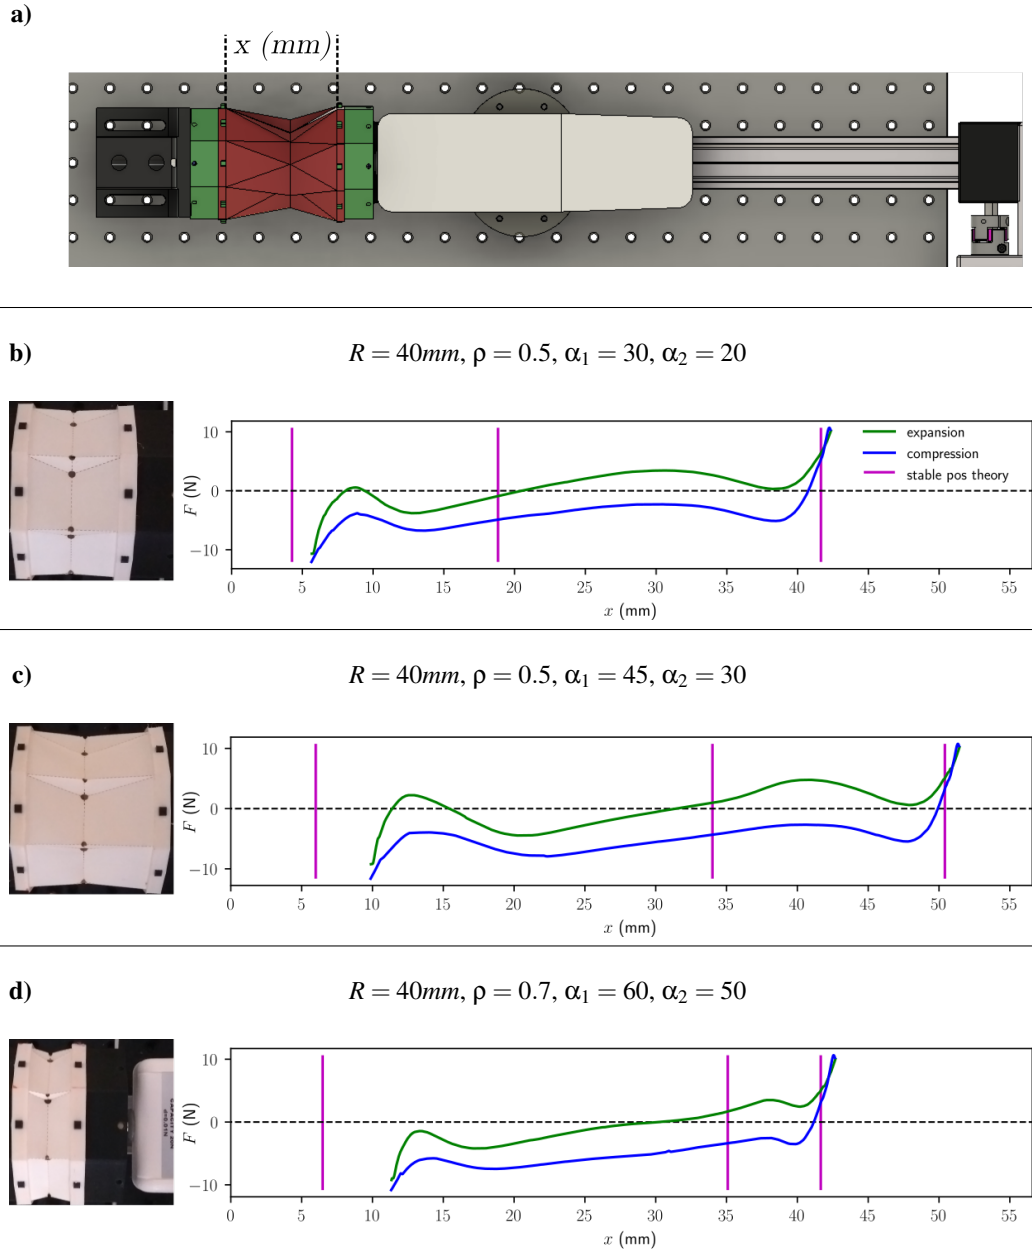 a)
x (mm)
b)
R = 40mm, ρ = 0.5, α₁ = 30, α₂ = 20
10
0
−10
F (N)
expansion
compression
stable pos theory
0 5 10 15 20 25 30 35 40 45 50 55
x (mm)
c)
R = 40mm, ρ = 0.5, α₁ = 45, α₂ = 30
10
0
−10
F (N)
0 5 10 15 20 25 30 35 40 45 50 55
x (mm)
d)
R = 40mm, ρ = 0.7, α₁ = 60, α₂ = 50
10
0
−10
F (N)
0 5 10 15 20 25 30 35 40 45 50 55
x (mm)